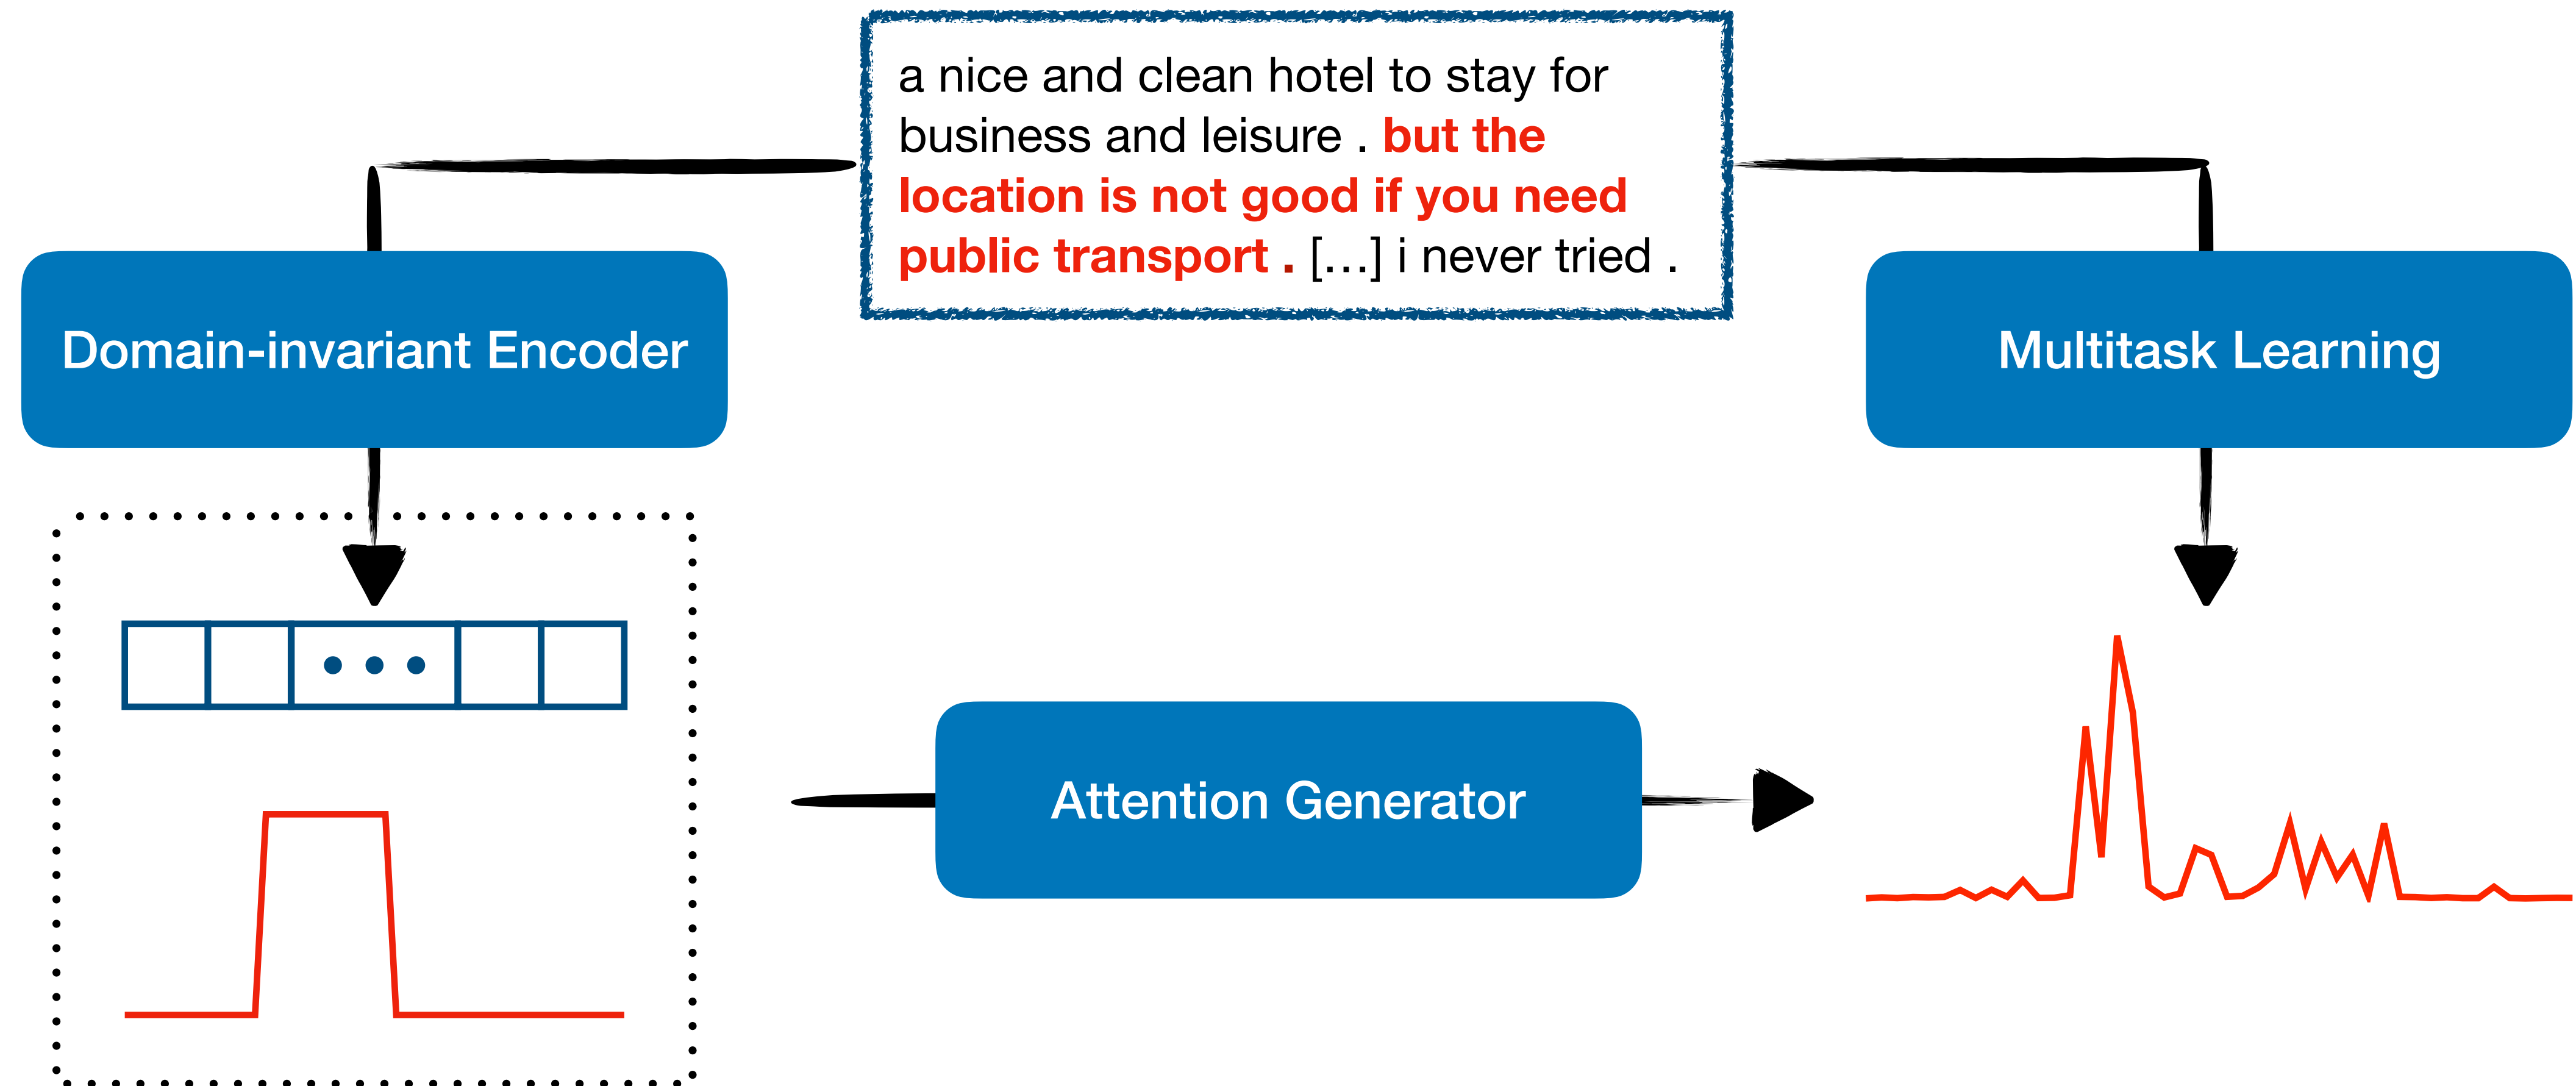 a nice and clean hotel to stay for
business and leisure . but the
location is not good if you need
public transport . […] i never tried .
Domain-invariant Encoder
Multitask Learning
Attention Generator